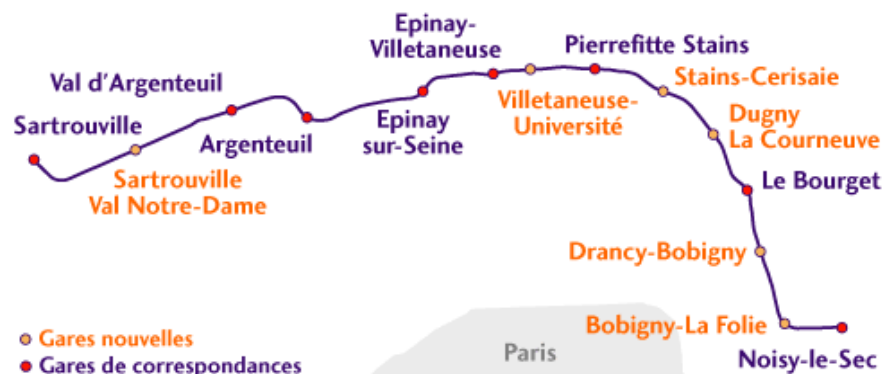 Epinay-
Villetaneuse
Pierrefitte Stains
Val d'Argenteuil
Stains-Cerisaie
Sartrouville
Argenteuil
Epinay
sur-Seine
Villetaneuse-
Université
Dugny
La Courneuve
Sartrouville
Val Notre-Dame
Le Bourget
Drancy-Bobigny
Bobigny-La Folie
Gares nouvelles
Paris
Noisy-le-Sec
Gares de correspondances